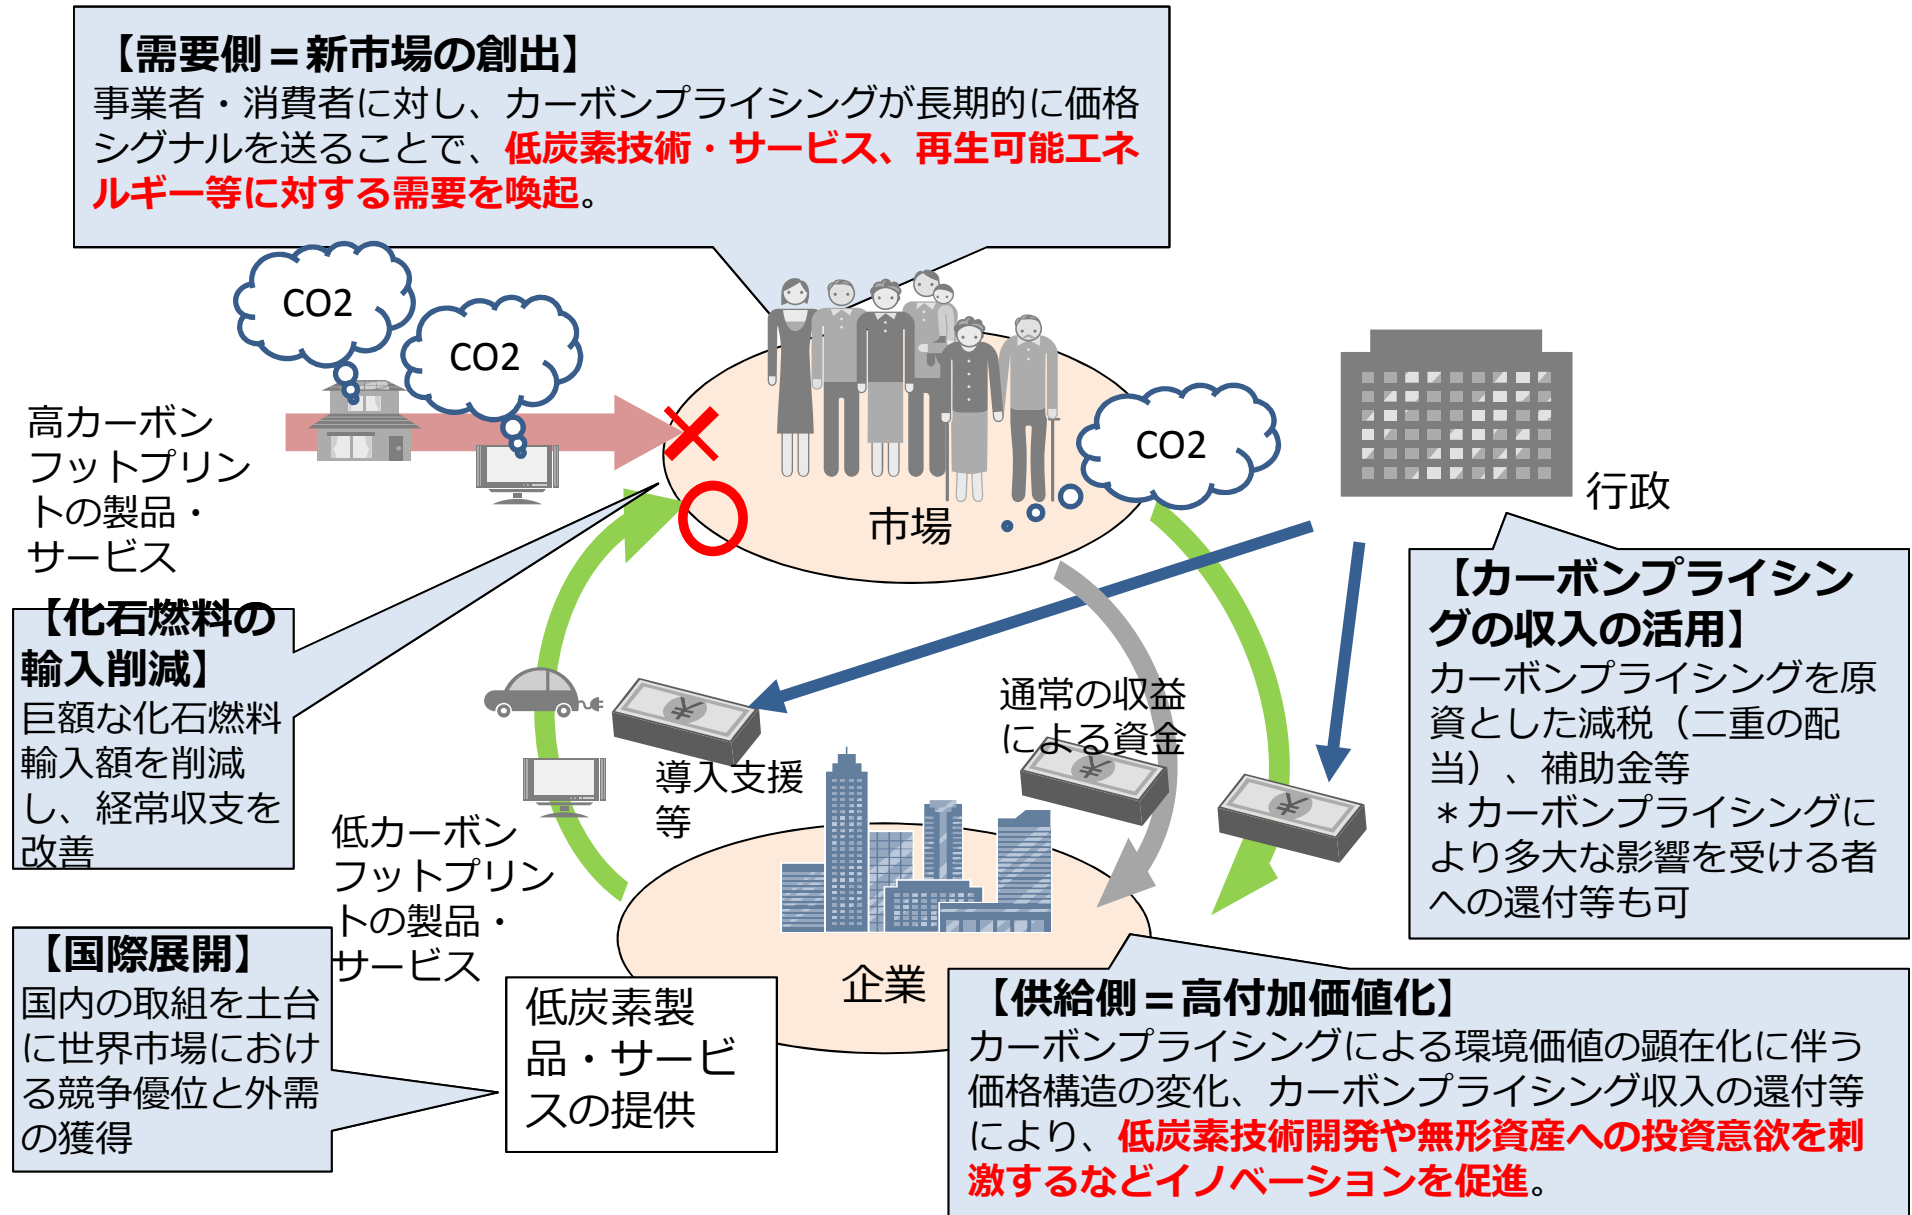 【需要側＝新市場の創出】
事業者・消費者に対し、カーボンプライシングが長期的に価格
シグナルを送ることで、低炭素技術・サービス、再生可能エネ
ルギー等に対する需要を喚起。
CO2
CO2
CO2
高カーボン
フットプリン
トの製品・
サービス
市場
行政
【化石燃料の
輸入削減】
巨額な化石燃料
輸入額を削減
し、経常収支を
改善
【カーボンプライシン
グの収入の活用】
カーボンプライシングを原
資とした減税（二重の配
当）、補助金等
＊カーボンプライシングに
より多大な影響を受ける者
への還付等も可
通常の収益
による資金
導入支援
等
低カーボン
フットプリン
トの製品・
サービス
企業
【国際展開】
国内の取組を土台
に世界市場におけ
る競争優位と外需
の獲得
低炭素製
品・サービ
スの提供
【供給側＝高付加価値化】
カーボンプライシングによる環境価値の顕在化に伴う
価格構造の変化、カーボンプライシング収入の還付等
により、低炭素技術開発や無形資産への投資意欲を刺
激するなどイノベーションを促進。